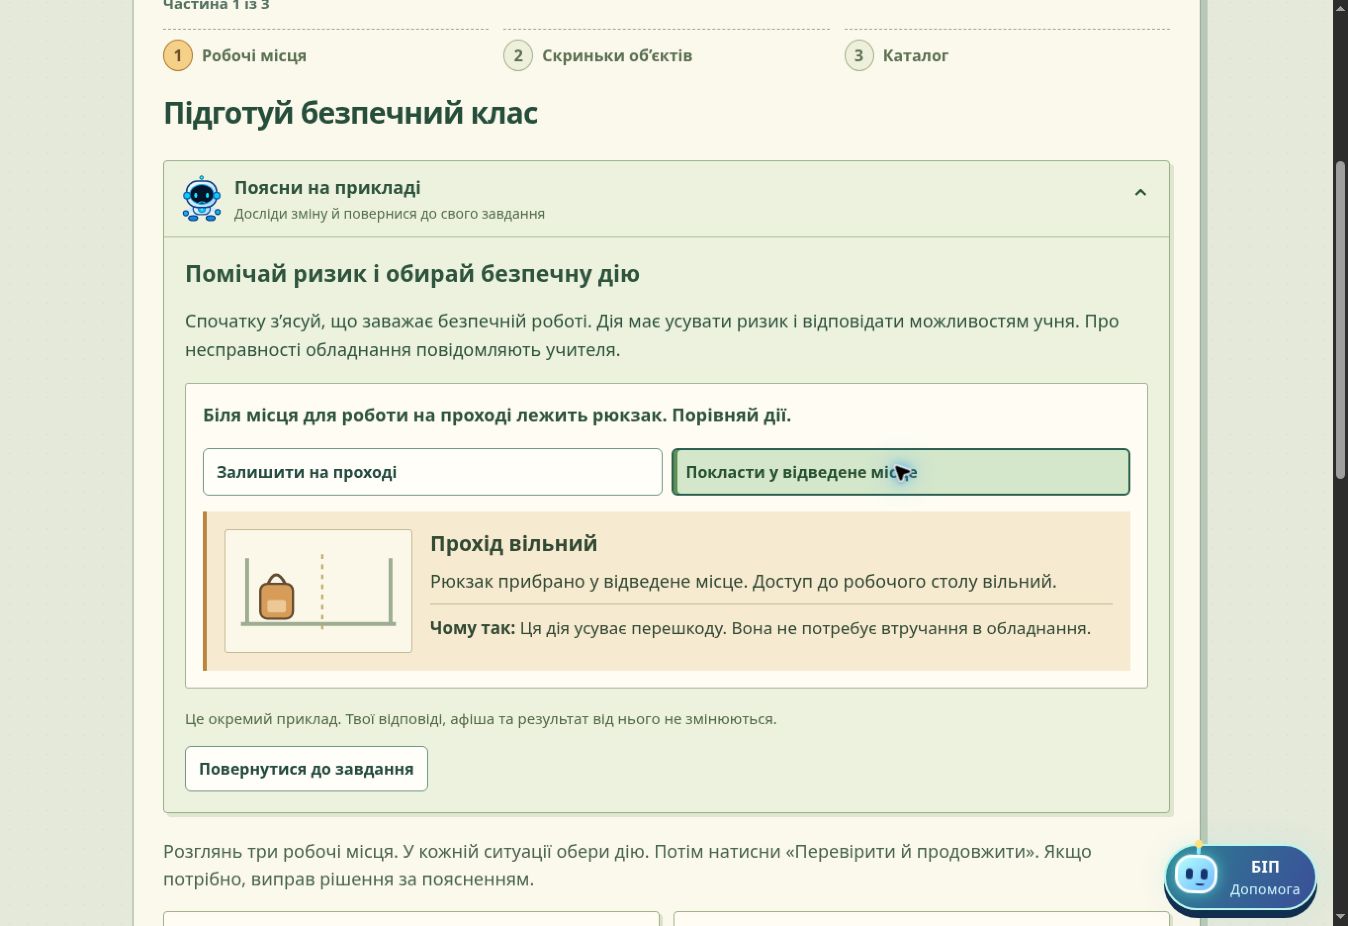 Частина 1 із 3
1 Робочі місця
2 Скриньки об’єктів
3 Каталог
Підготуй безпечний клас
Поясни на прикладі
Досліди зміну й повернися до свого завдання
Помічай ризик і обирай безпечну дію
Спочатку з’ясуй, що заважає безпечній роботі. Дія має усувати ризик і відповідати можливостям учня. Про
несправності обладнання повідомляють учителя.
Біля місця для роботи на проході лежить рюкзак. Порівняй дії.
Залишити на проході
Покласти у відведене місце
Прохід вільний
Рюкзак прибрано у відведене місце. Доступ до робочого столу вільний.
Чому так: Ця дія усуває перешкоду. Вона не потребує втручання в обладнання.
Це окремий приклад. Твої відповіді, афіша та результат від нього не змінюються.
Повернутися до завдання
Розглянь три робочі місця. У кожній ситуації обери дію. Потім натисни «Перевірити й продовжити». Якщо
потрібно, виправ рішення за поясненням.
БІП
Допомога